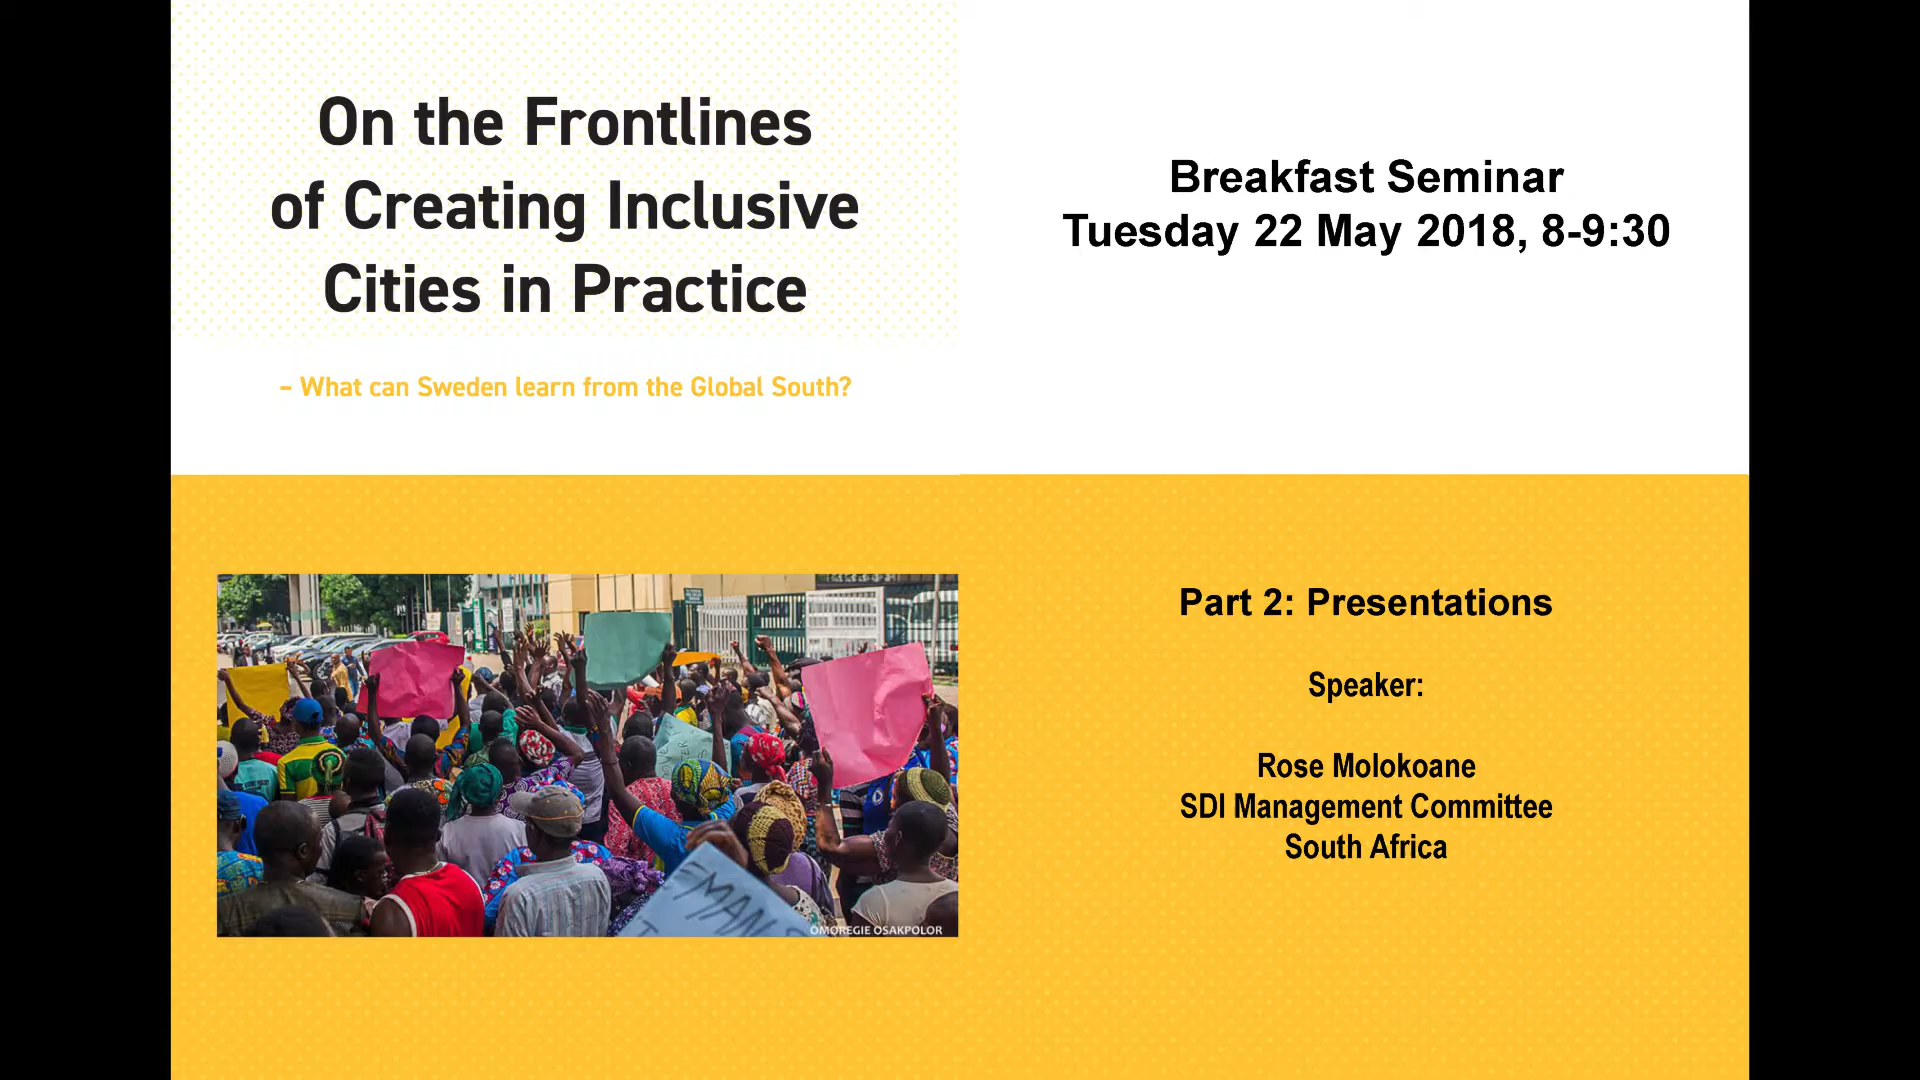 On the Frontlines
of Creating Inclusive
Cities in Practice
– What can Sweden learn from the Global South?
Breakfast Seminar
Tuesday 22 May 2018, 8-9:30
OMOREGIE OSAKPOLOR
Part 2: Presentations
Speaker:
Rose Molokoane
SDI Management Committee
South Africa